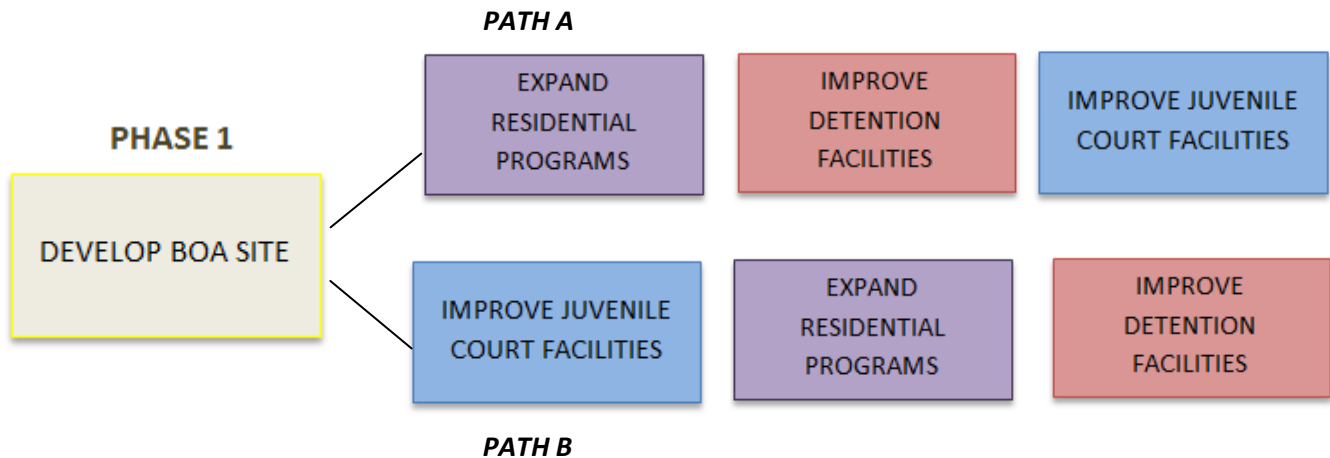 PATH A
EXPAND
RESIDENTIAL
PROGRAMS
IMPROVE
DETENTION
FACILITIES
IMPROVE JUVENILE
COURT FACILITIES
PHASE 1
DEVELOP BOA SITE
IMPROVE JUVENILE
COURT FACILITIES
EXPAND
RESIDENTIAL
PROGRAMS
IMPROVE
DETENTION
FACILITIES
PATH B